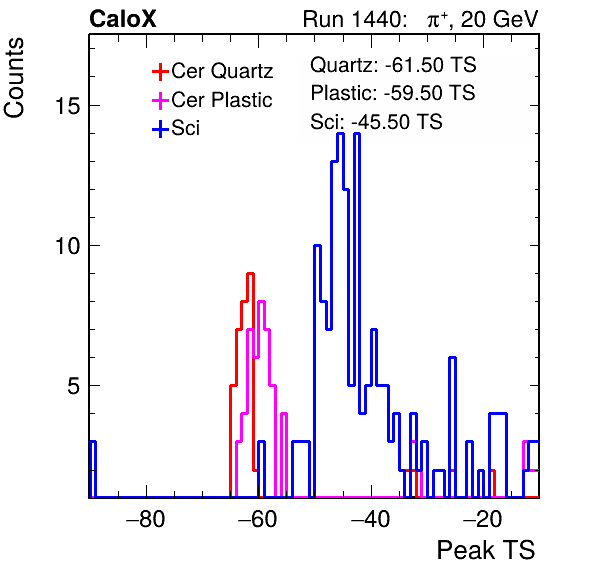 CaloX Run 1440: π⁺, 20 GeV
Counts
Cer Quartz
Cer Plastic
Sci
Quartz: -61.50 TS
Plastic: -59.50 TS
Sci: -45.50 TS
15
10
5
−80 −60 −40 −20
Peak TS